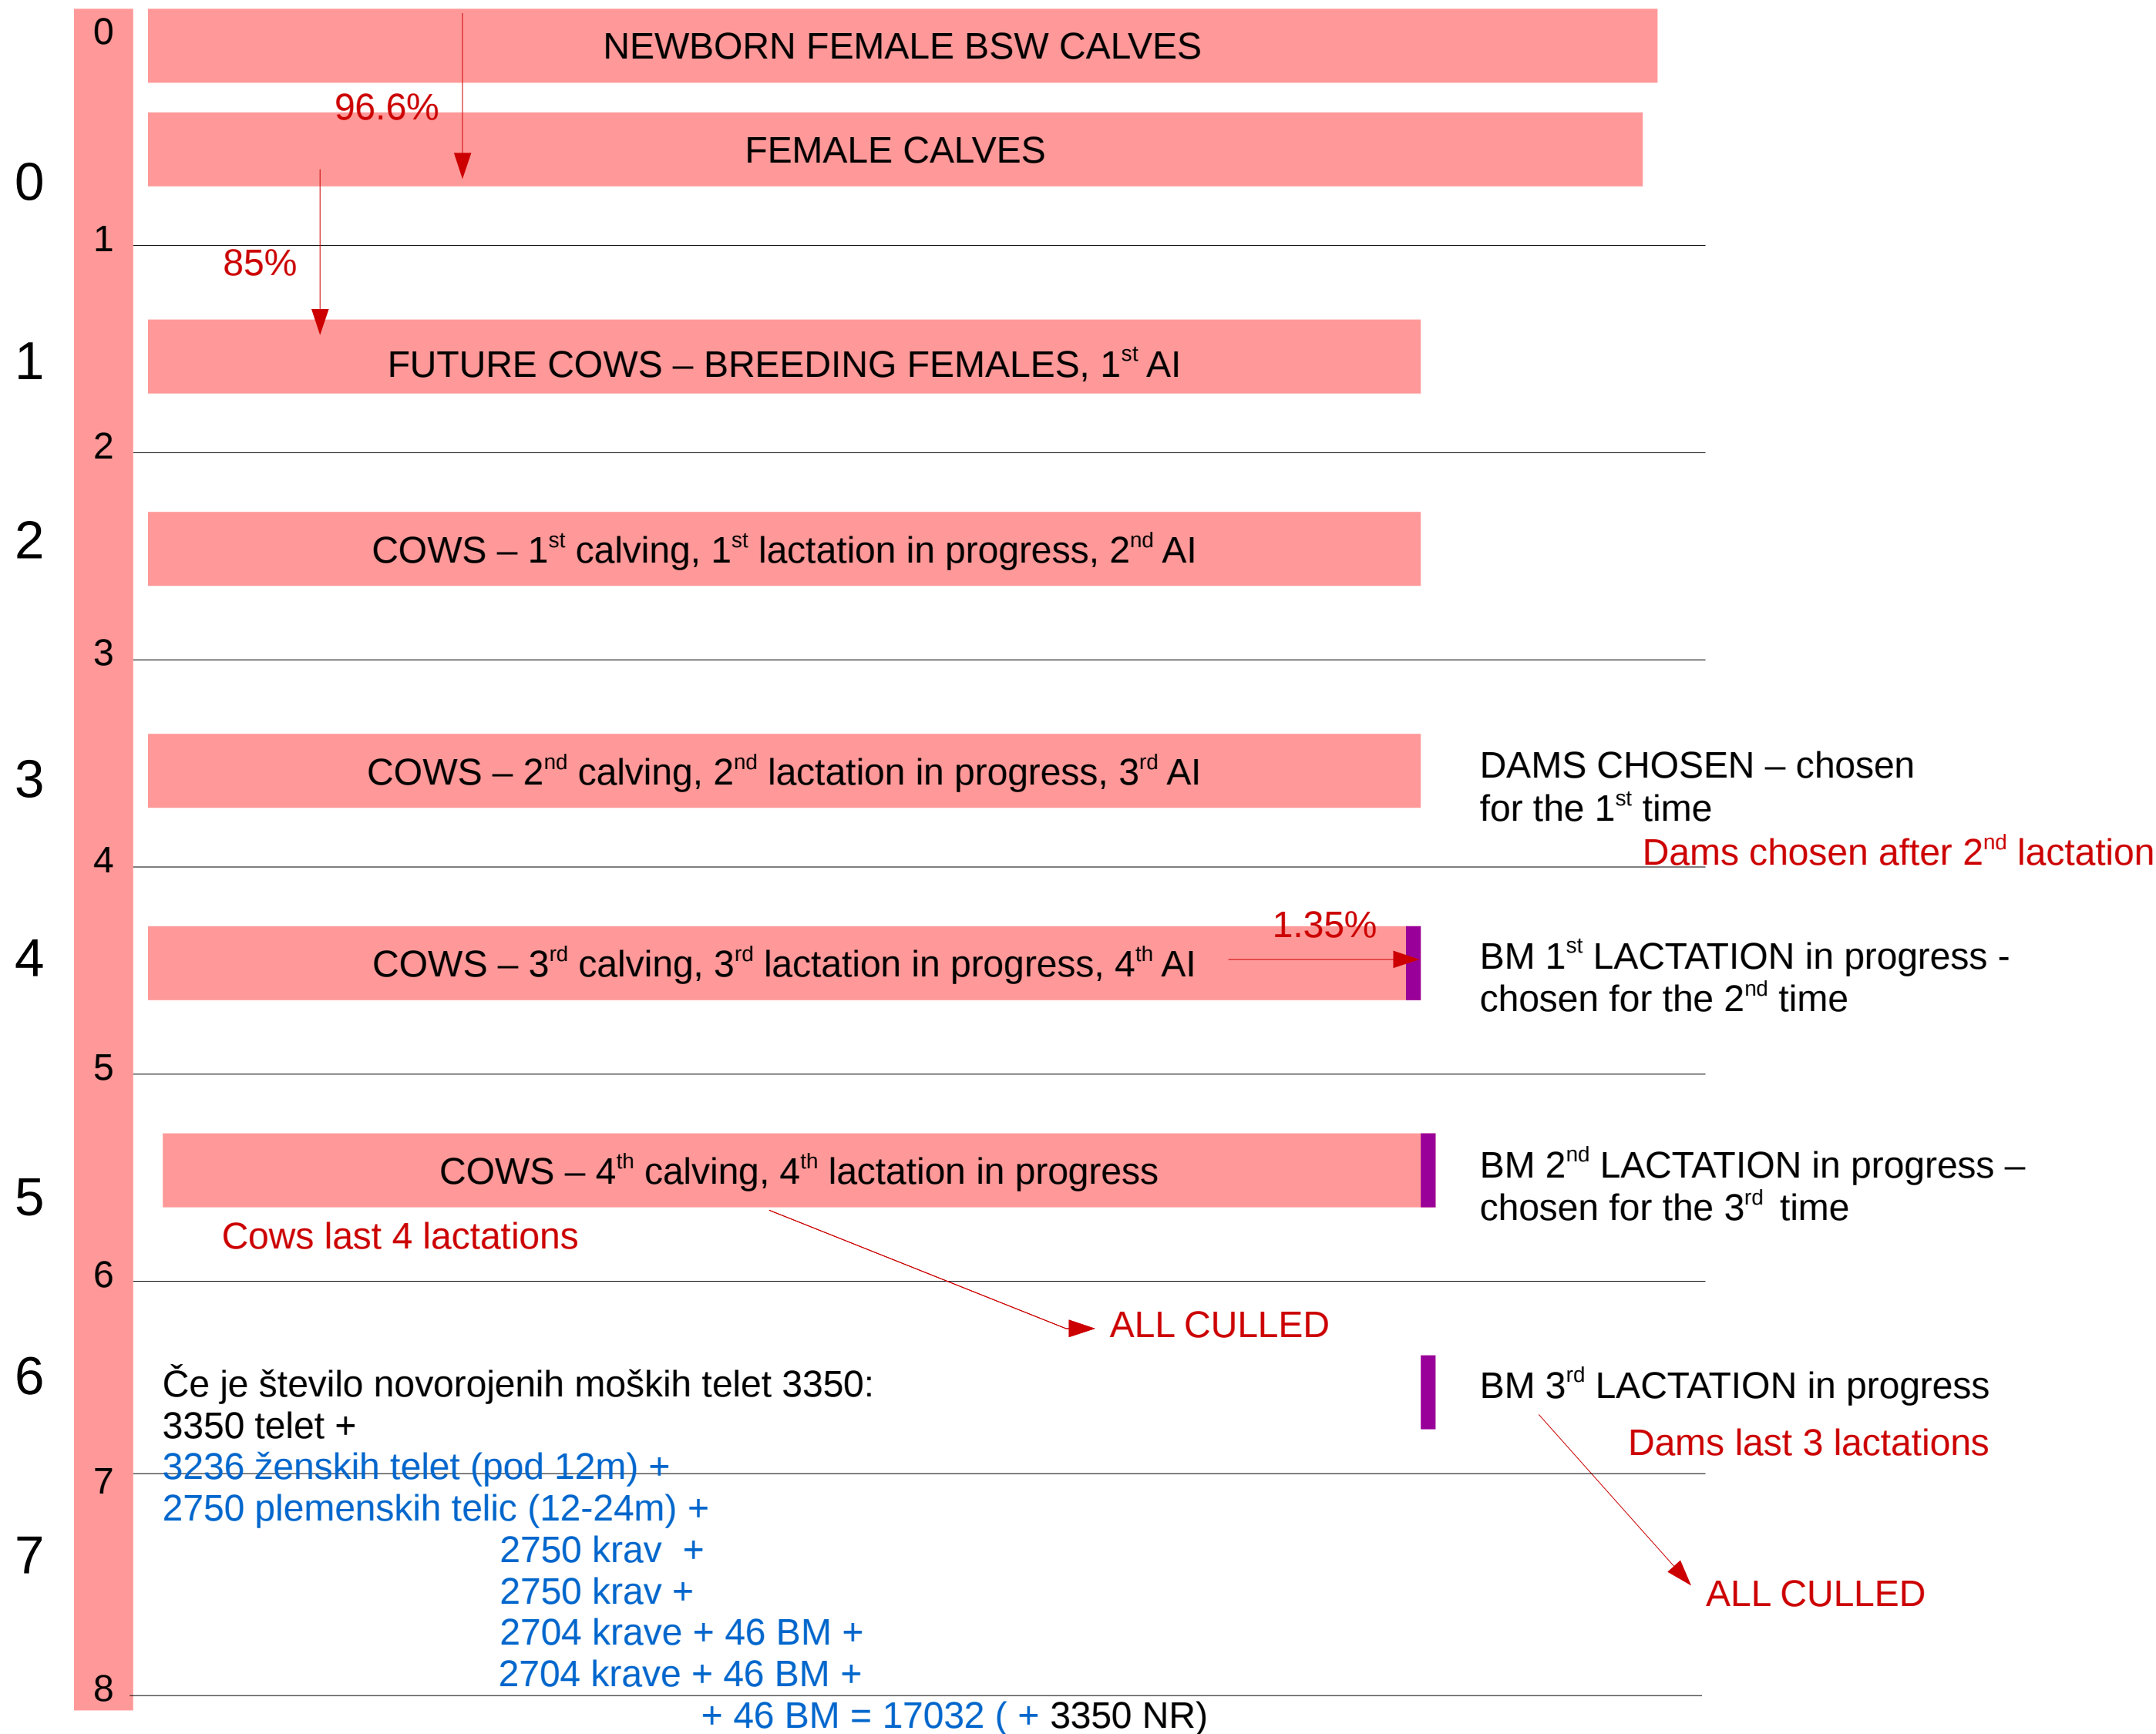 0
NEWBORN FEMALE BSW CALVES
96.6%
FEMALE CALVES
0
1
85%
1
FUTURE COWS – BREEDING FEMALES, 1st AI
2
2
COWS – 1st calving, 1st lactation in progress, 2nd AI
3
3
COWS – 2nd calving, 2nd lactation in progress, 3rd AI
DAMS CHOSEN – chosen
for the 1st time
Dams chosen after 2nd lactation
4
1.35%
4
COWS – 3rd calving, 3rd lactation in progress, 4th AI
BM 1st LACTATION in progress -
chosen for the 2nd time
5
5
COWS – 4th calving, 4th lactation in progress
BM 2nd LACTATION in progress –
chosen for the 3rd time
Cows last 4 lactations
6
ALL CULLED
6
BM 3rd LACTATION in progress
Dams last 3 lactations
Če je število novorojenih moških telet 3350:
3350 telet +
3236 ženskih telet (pod 12m) +
7
2750 plemenskih telic (12-24m) +
7
2750 krav +
2750 krav +
ALL CULLED
2704 krave + 46 BM +
2704 krave + 46 BM +
8
+ 46 BM = 17032 ( + 3350 NR)